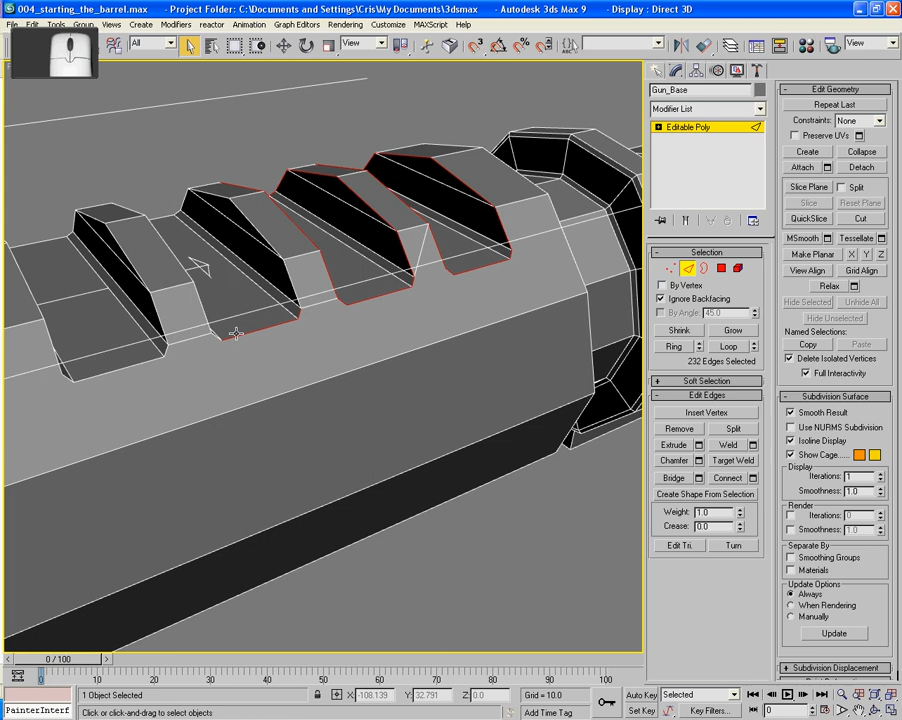 004_starting_the_barrel.max - Project Folder: C:\Documents and Settings\Cris\My Documents\3dsmax - Autodesk 3ds Max 9 - Display : Direct 3D
File Edit Tools Group Views Create Modifiers reactor Animation Graph Editors Rendering Customize MAXScript Help
All View View
Gun_Base
Modifier List
Editable Poly
Selection
By Vertex
Ignore Backfacing
By Angle: 45.0
Shrink Grow
Ring Loop
232 Edges Selected
Soft Selection
Edit Edges
Insert Vertex
Remove Split
Extrude Weld
Chamfer Target Weld
Bridge Connect
Create Shape From Selection
Weight: 1.0
Crease: 0.0
Edit Tri. Turn
Edit Geometry
Repeat Last
Constraints: None
Preserve UVs
Create Collapse
Attach Detach
Slice Plane Split
Slice Reset Plane
QuickSlice Cut
MSmooth Tessellate
Make Planar X Y Z
View Align Grid Align
Relax
Hide Selected Unhide All
Hide Unselected
Named Selections:
Copy Paste
Delete Isolated Vertices
Full Interactivity
Subdivision Surface
Smooth Result
Use NURMS Subdivision
Isoline Display
Show Cage......
Display
Iterations: 1
Smoothness: 1.0
Render
Iterations: 0
Smoothness: 1.0
Separate By
Smoothing Groups
Materials
Update Options
Always
When Rendering
Manually
Update
Subdivision Displacement
0 / 100
0 10 20 30 40 50 60 70 80 90 100
1 Object Selected X: -108.139 Y: 32.791 Z: 0.0 Grid = 10.0 Auto Key Selected
PainterInterf Click or click-and-drag to select objects Add Time Tag Set Key Key Filters... 0